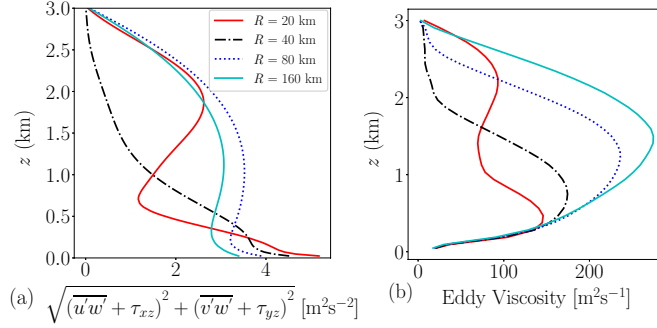 3.0
2.5
2.0
1.5
1.0
0.5
0.0
z (km)
R = 20 km
R = 40 km
R = 80 km
R = 160 km
0 2 4 6
(a) √(u'w' + τxz)² + (v'w' + τyz)² [m²s⁻²]
3
2
1
0
z (km)
0 100 200
(b) Eddy Viscosity [m²s⁻¹]